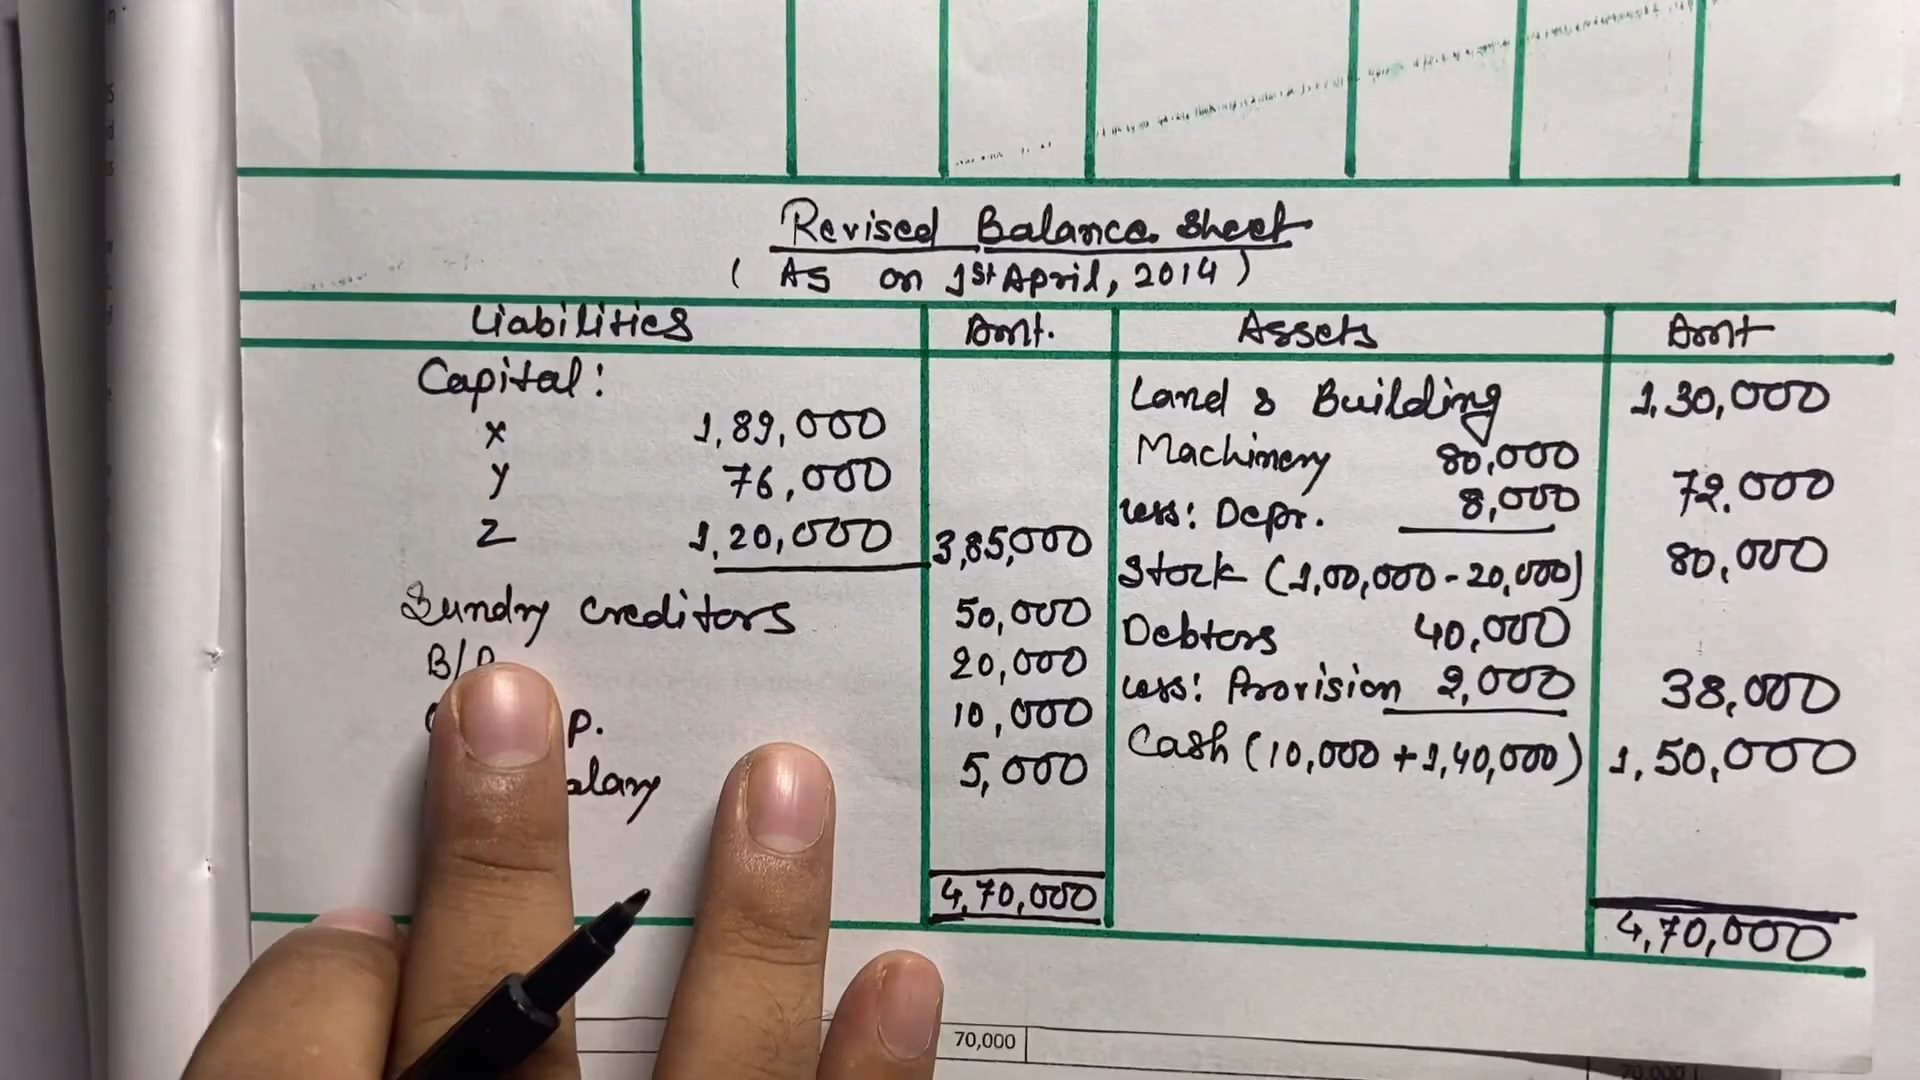 Revised Balance Sheet
(As on 1st April, 2014)
Liabilities Amt. Assets Amt
Capital:
X 1,89,000
Y 76,000
Z 1,20,000 3,85,000
Sundry Creditors 50,000
B/P 20,000
P. 10,000
5,000
4,70,000
Land & Building 1,30,000
Machinery 80,000
Less: Depr. 8,000 72,000
Stock (1,00,000 - 20,000) 80,000
Debtors 40,000
Less: Provision 2,000 38,000
Cash (10,000 + 1,40,000) 1,50,000
4,70,000
70,000
70,000